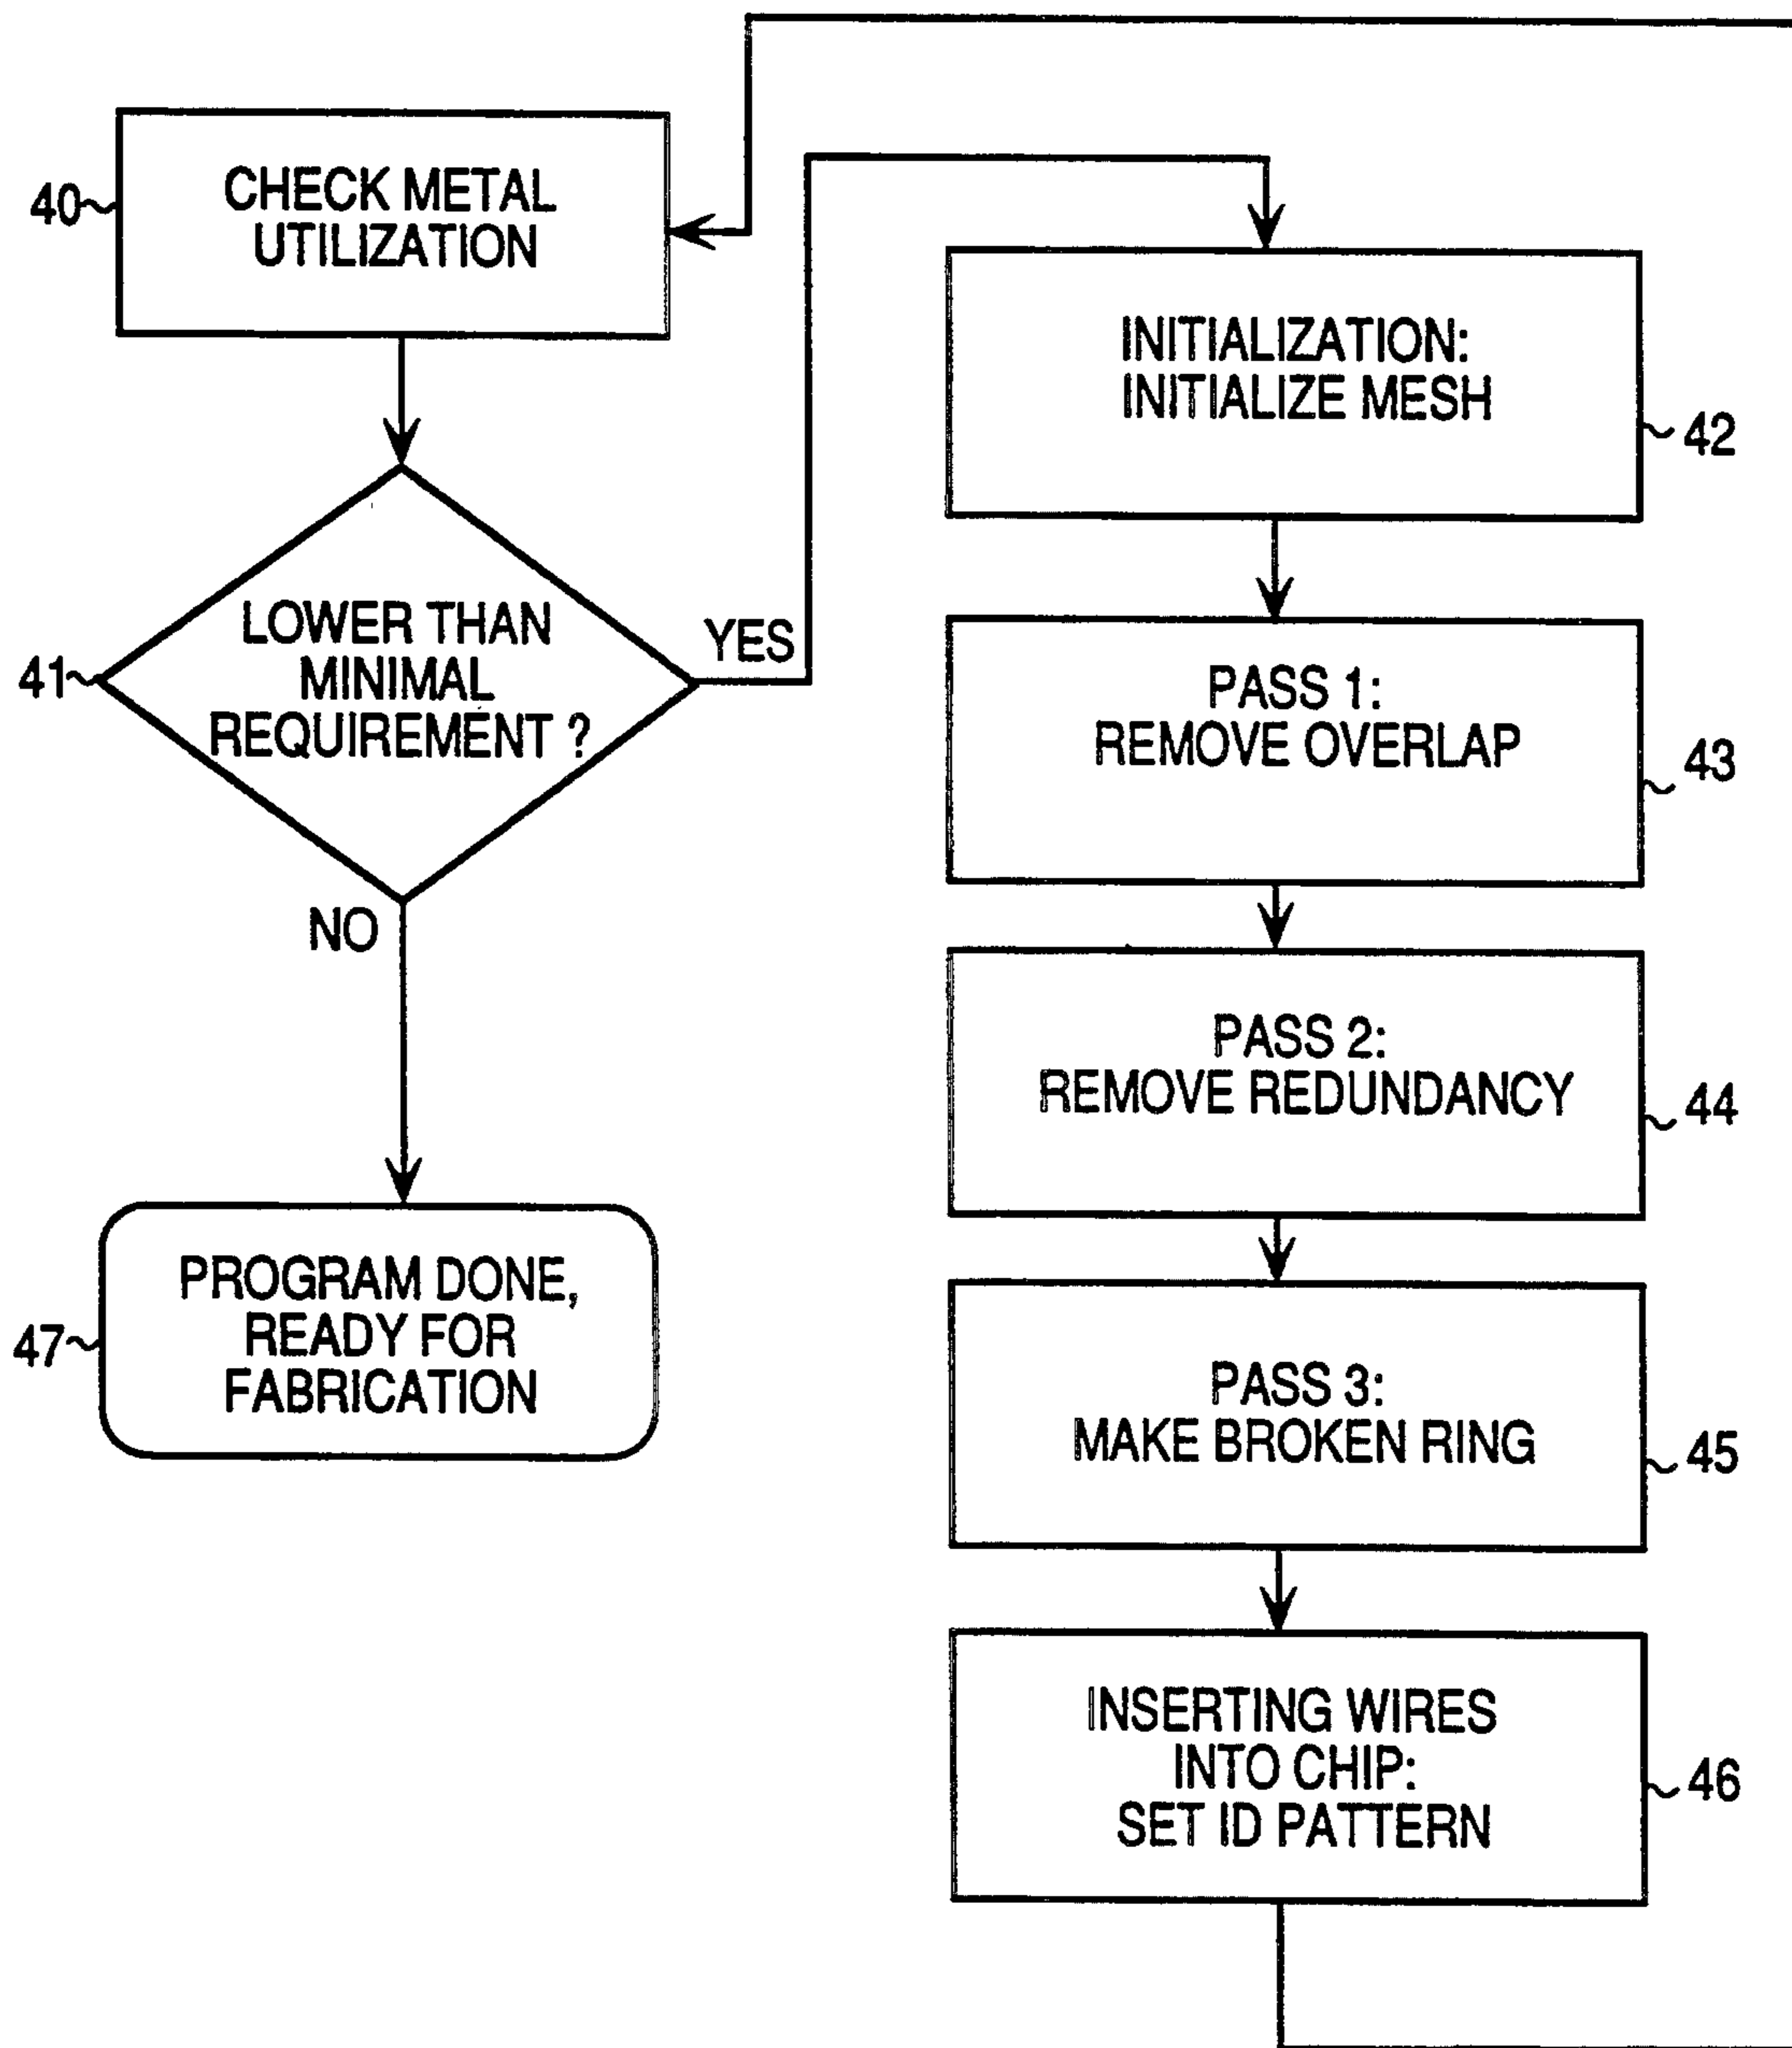 40
CHECK METAL
UTILIZATION
41
LOWER THAN
MINIMAL
REQUIREMENT ?
YES
NO
47
PROGRAM DONE,
READY FOR
FABRICATION
INITIALIZATION:
INITIALIZE MESH
42
PASS 1:
REMOVE OVERLAP
43
PASS 2:
REMOVE REDUNDANCY
44
PASS 3:
MAKE BROKEN RING
45
INSERTING WIRES
INTO CHIP:
SET ID PATTERN
46